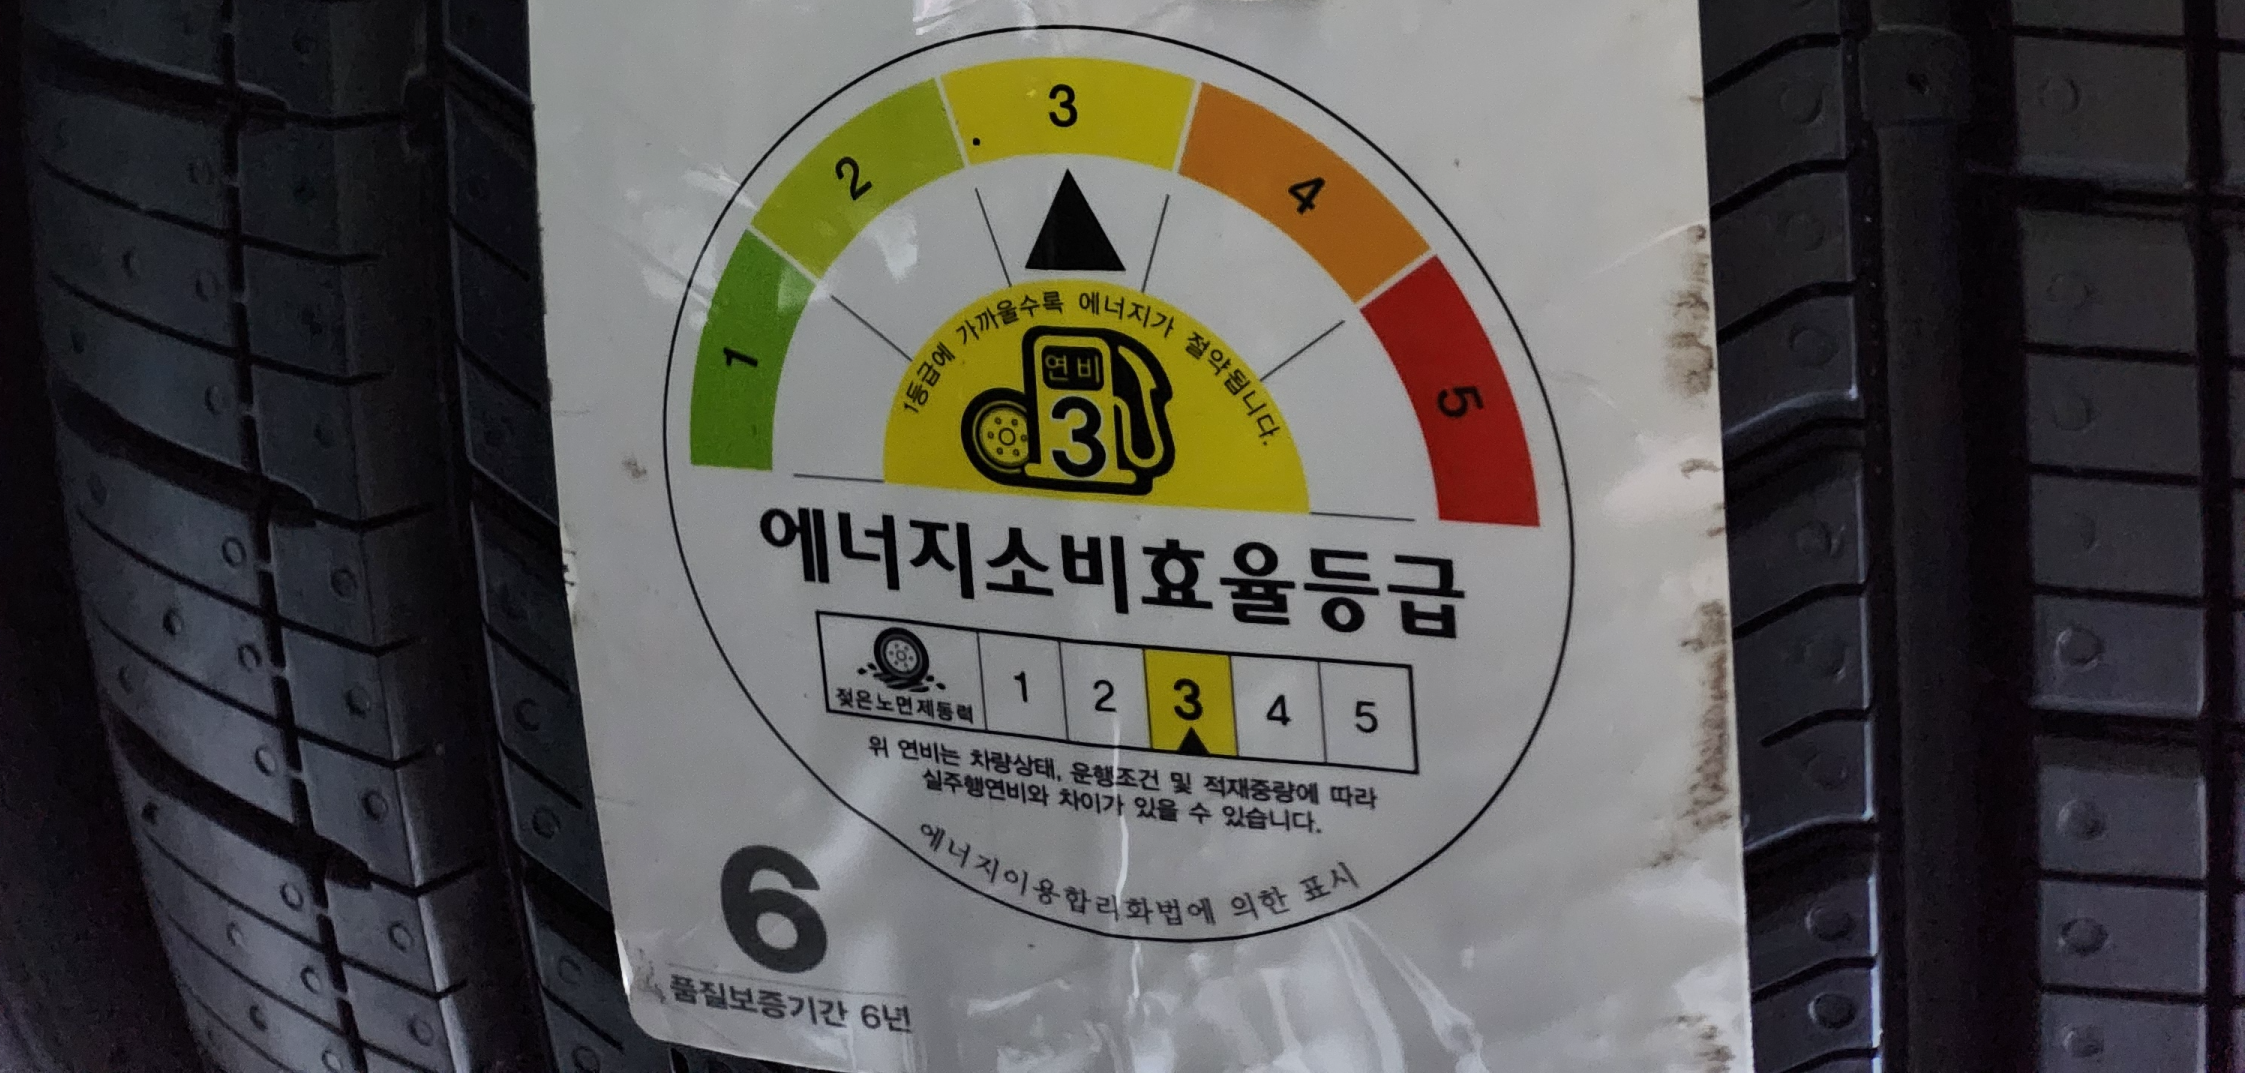 1
2
3
4
5
1등급에 가까울수록 에너지가 절약됩니다.
연비
3
에너지소비효율등급
젖은노면제동력 1 2 3 4 5
위 연비는 차량상태, 운행조건 및 적재중량에 따라
실주행연비와 차이가 있을 수 있습니다.
에너지이용합리화법에 의한 표시
6
품질보증기간 6년